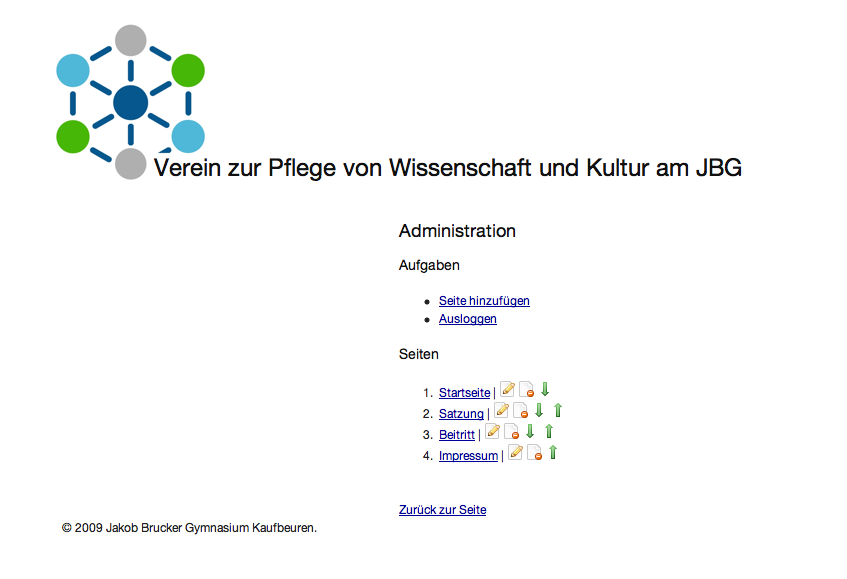 Verein zur Pflege von Wissenschaft und Kultur am JBG
Administration
Aufgaben
• Seite hinzufügen
• Ausloggen
Seiten
1. Startseite |
2. Satzung |
3. Beitritt |
4. Impressum |
Zurück zur Seite
© 2009 Jakob Brucker Gymnasium Kaufbeuren.